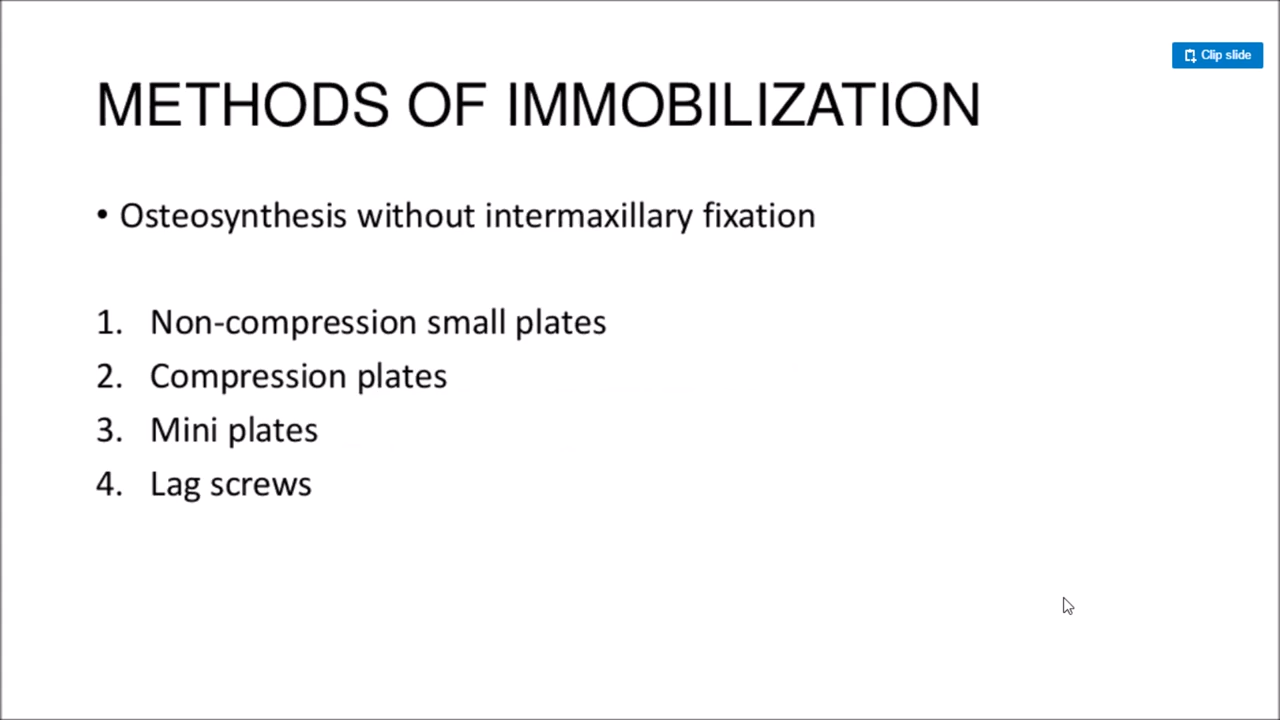 Clip slide
METHODS OF IMMOBILIZATION
• Osteosynthesis without intermaxillary fixation
1. Non-compression small plates
2. Compression plates
3. Mini plates
4. Lag screws